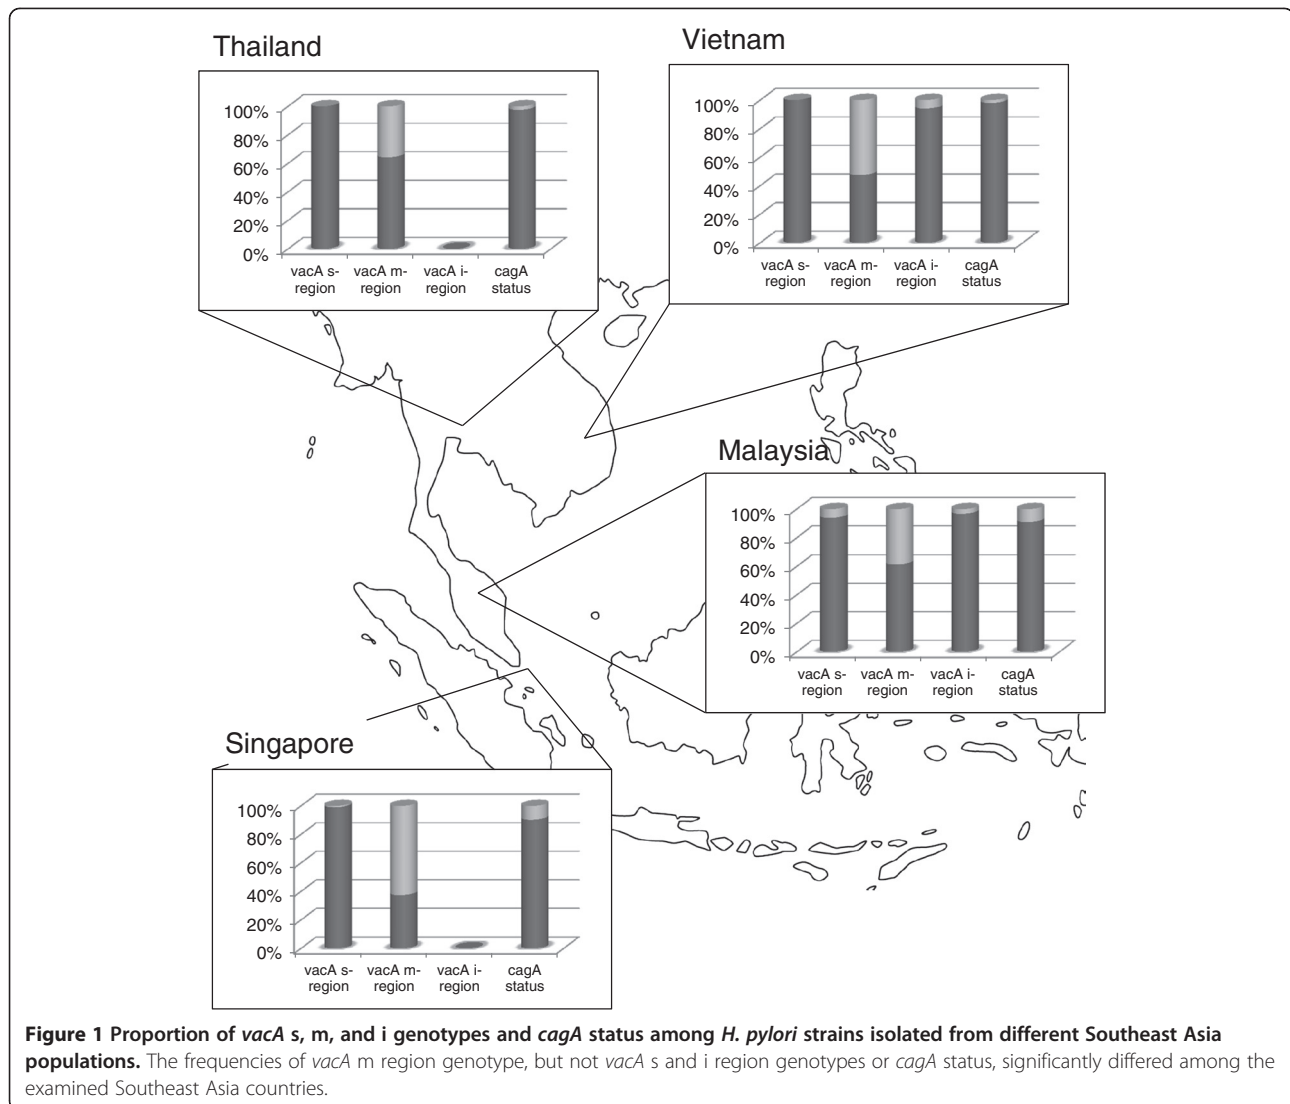 Thailand
100%
80%
60%
40%
20%
0%
vacA s-
region
vacA m-
region
vacA i-
region
cagA
status
Vietnam
100%
80%
60%
40%
20%
0%
vacA s-
region
vacA m-
region
vacA i-
region
cagA
status
Malaysia
100%
80%
60%
40%
20%
0%
vacA s-
region
vacA m-
region
vacA i-
region
cagA
status
Singapore
100%
80%
60%
40%
20%
0%
vacA s-
region
vacA m-
region
vacA i-
region
cagA
status
Figure 1 Proportion of vacA s, m, and i genotypes and cagA status among H. pylori strains isolated from different Southeast Asia
populations. The frequencies of vacA m region genotype, but not vacA s and i region genotypes or cagA status, significantly differed among the
examined Southeast Asia countries.